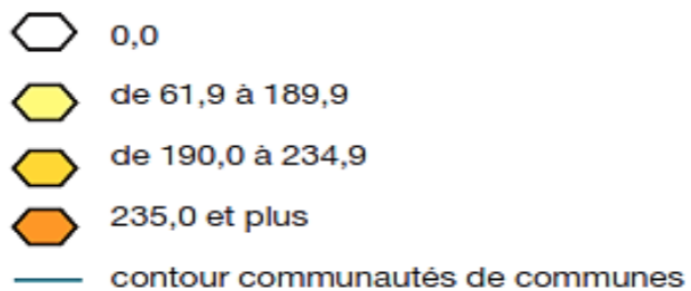 0,0
de 61,9 à 189,9
de 190,0 à 234,9
235,0 et plus
contour communautés de communes